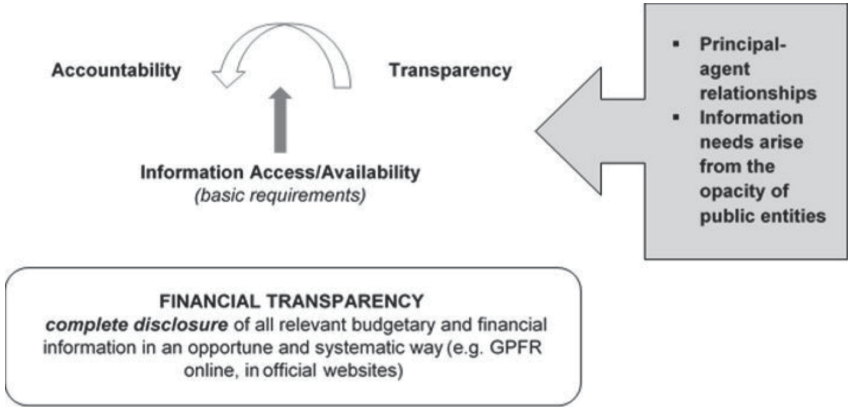 Accountability
Transparency
Information Access/Availability
(basic requirements)
▪ Principal-
agent
relationships
▪ Information
needs arise
from the
opacity of
public entities
FINANCIAL TRANSPARENCY
complete disclosure of all relevant budgetary and financial
information in an opportune and systematic way (e.g. GPFR
online, in official websites)